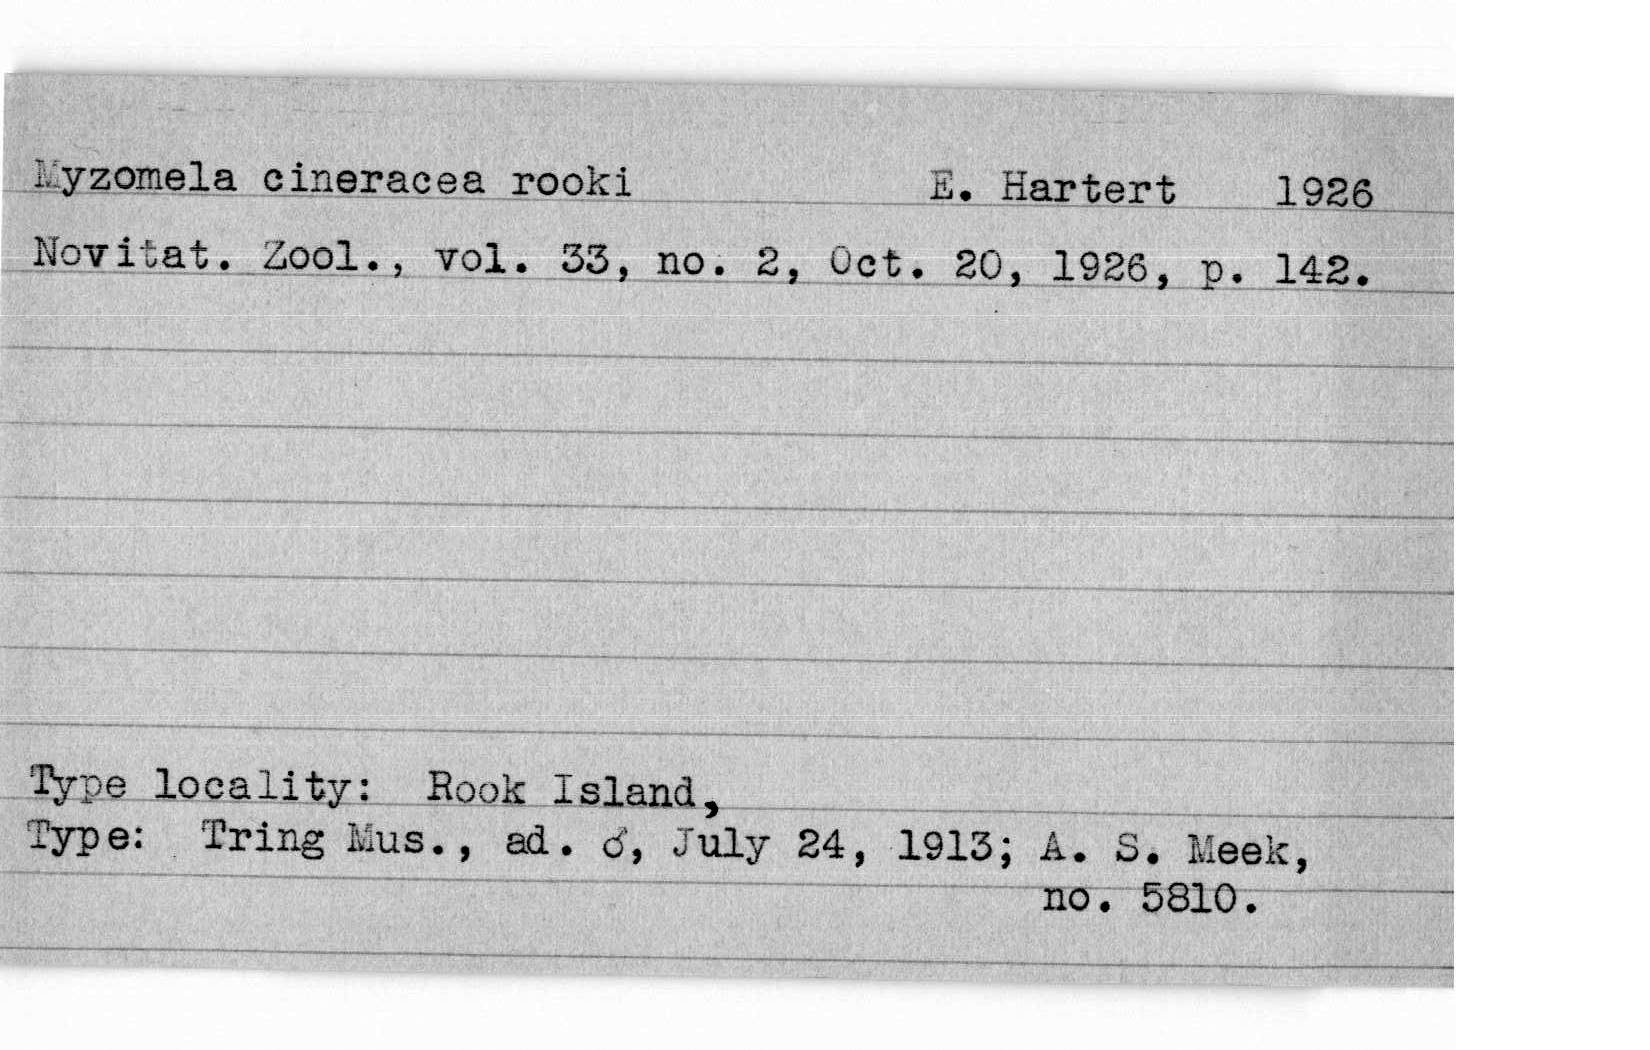 Myzomela cineracea rooki E. Hartert 1926
Novitat. Zool., vol. 33, no. 2, Oct. 20, 1926, p. 142.
Type locality: Rook Island,
Type: Tring Mus., ad. ♂, July 24, 1913; A. S. Meek,
no. 5810.